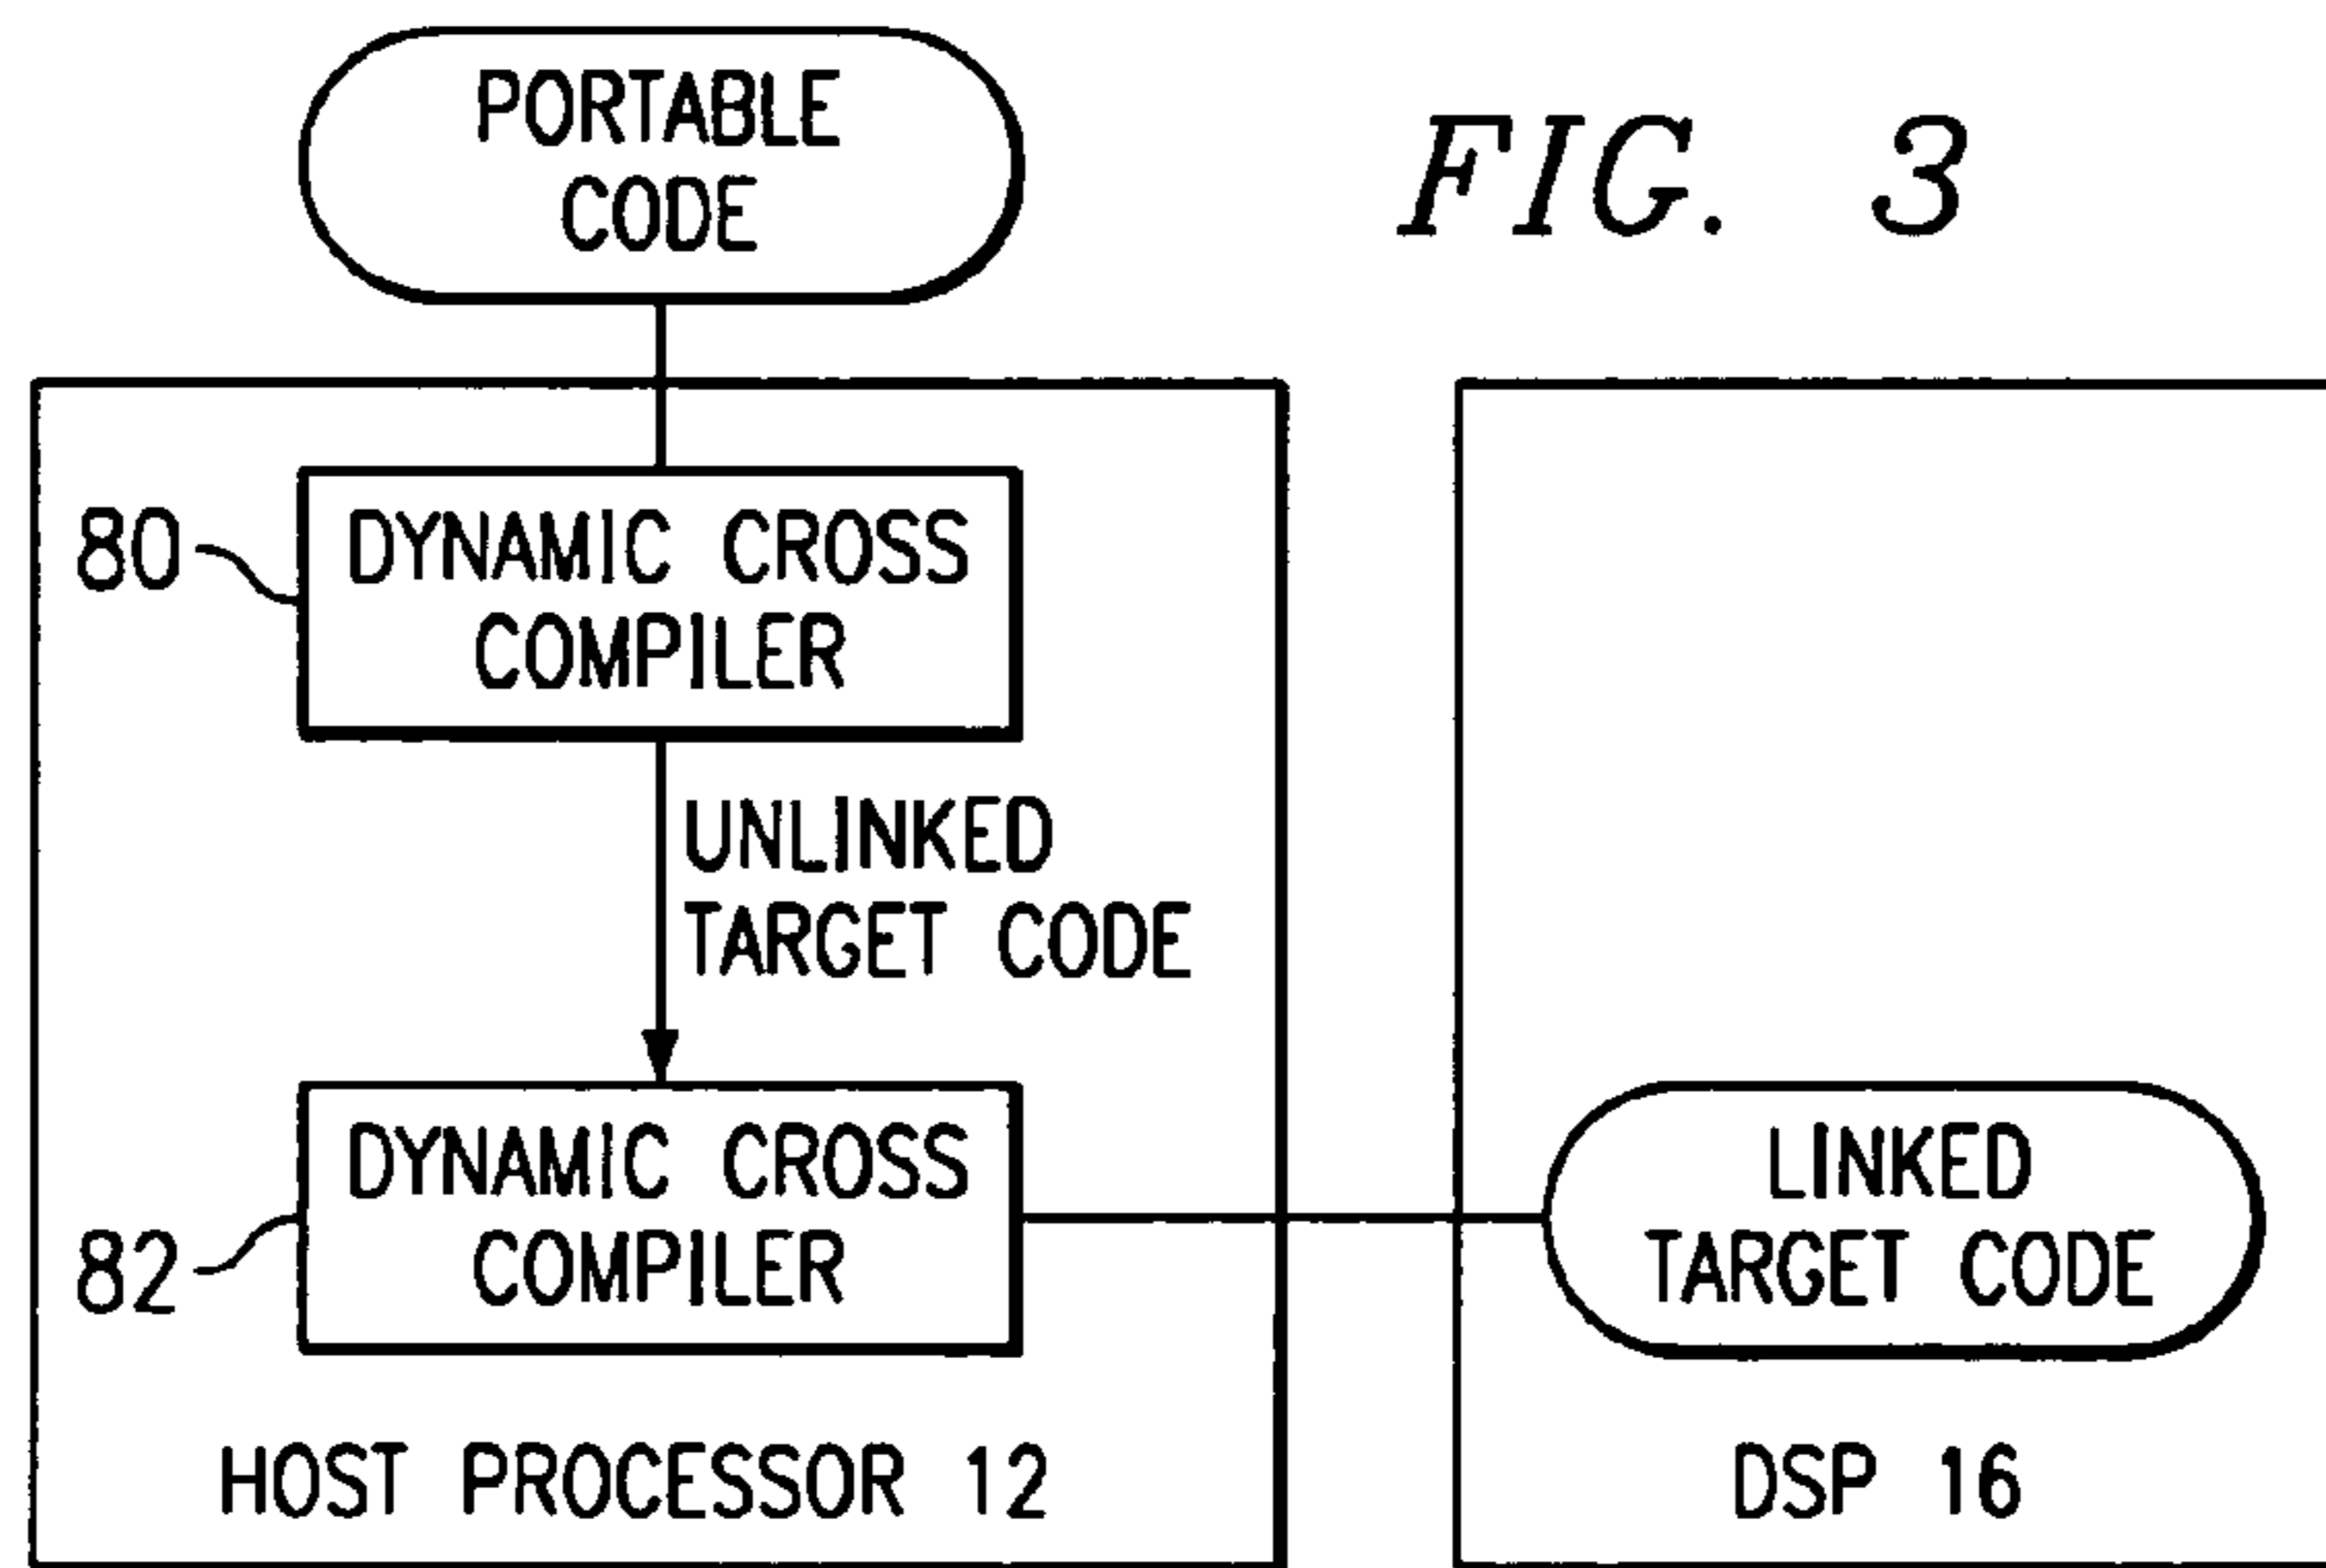 PORTABLE
CODE
FIG. 3
80
DYNAMIC CROSS
COMPILER
UNLINKED
TARGET CODE
82
DYNAMIC CROSS
COMPILER
LINKED
TARGET CODE
HOST PROCESSOR 12
DSP 16